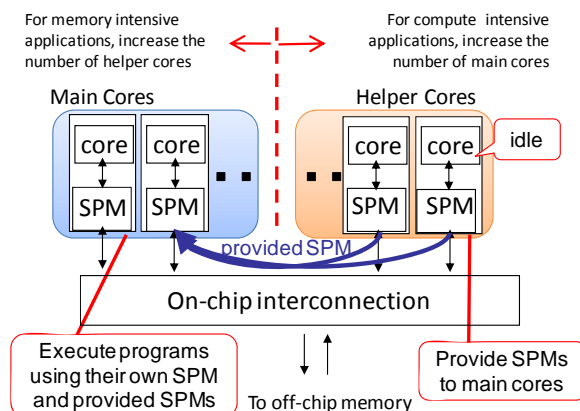 For memory intensive
applications, increase the
number of helper cores
For compute intensive
applications, increase the
number of main cores
Main Cores
Helper Cores
core
core
core
core
idle
SPM
SPM
SPM
SPM
provided SPM
On-chip interconnection
Execute programs
using their own SPM
and provided SPMs
Provide SPMs
to main cores
To off-chip memory